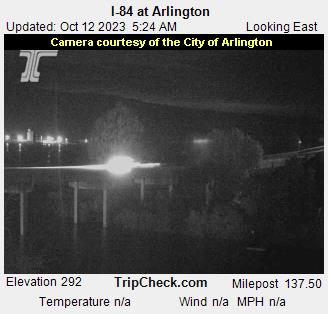 I-84 at Arlington
Updated: Oct 12 2023 5:24 AM Looking East
Camera courtesy of the City of Arlington
Elevation 292 TripCheck.com Milepost 137.50
Temperature n/a Wind n/a MPH n/a